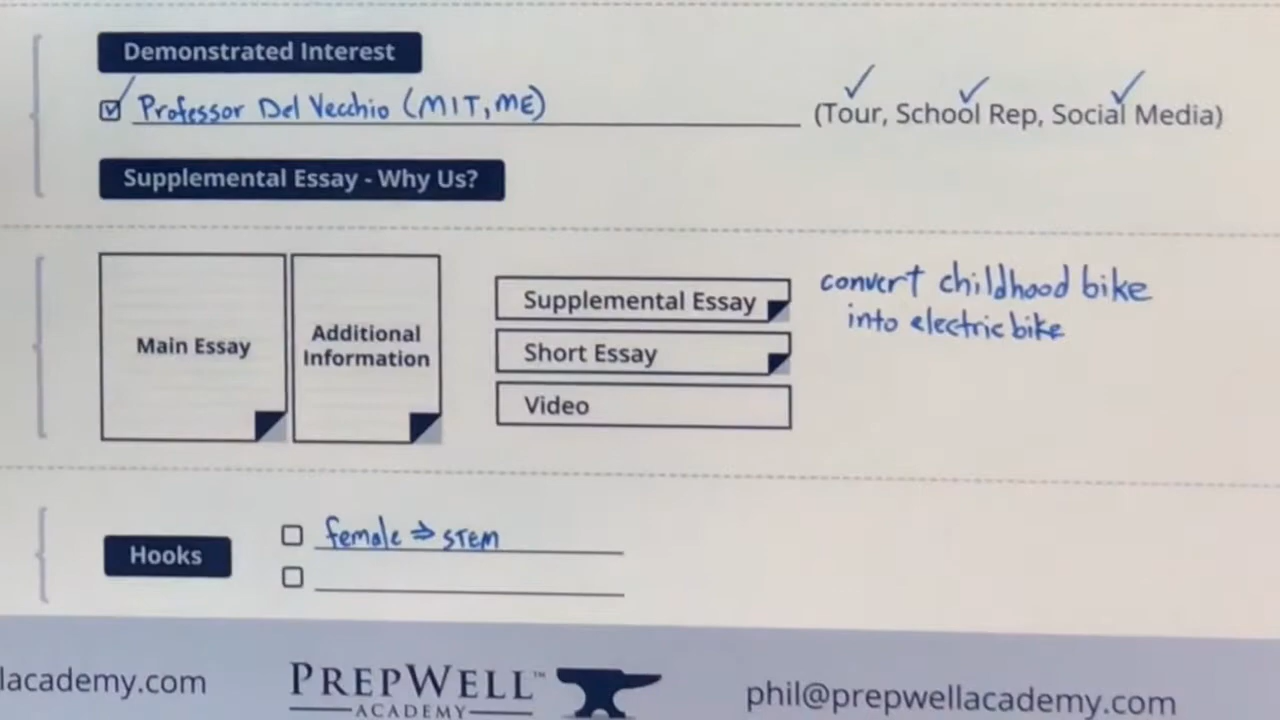 Demonstrated Interest
Professor Del Vecchio (MIT, ME) (Tour, School Rep, Social Media)
Supplemental Essay - Why Us?
Main Essay
Additional
Information
Supplemental Essay
Short Essay
Video
convert childhood bike
into electric bike
Hooks
female ⇒ STEM
lacademy.com
PREPWELL™
ACADEMY
phil@prepwellacademy.com